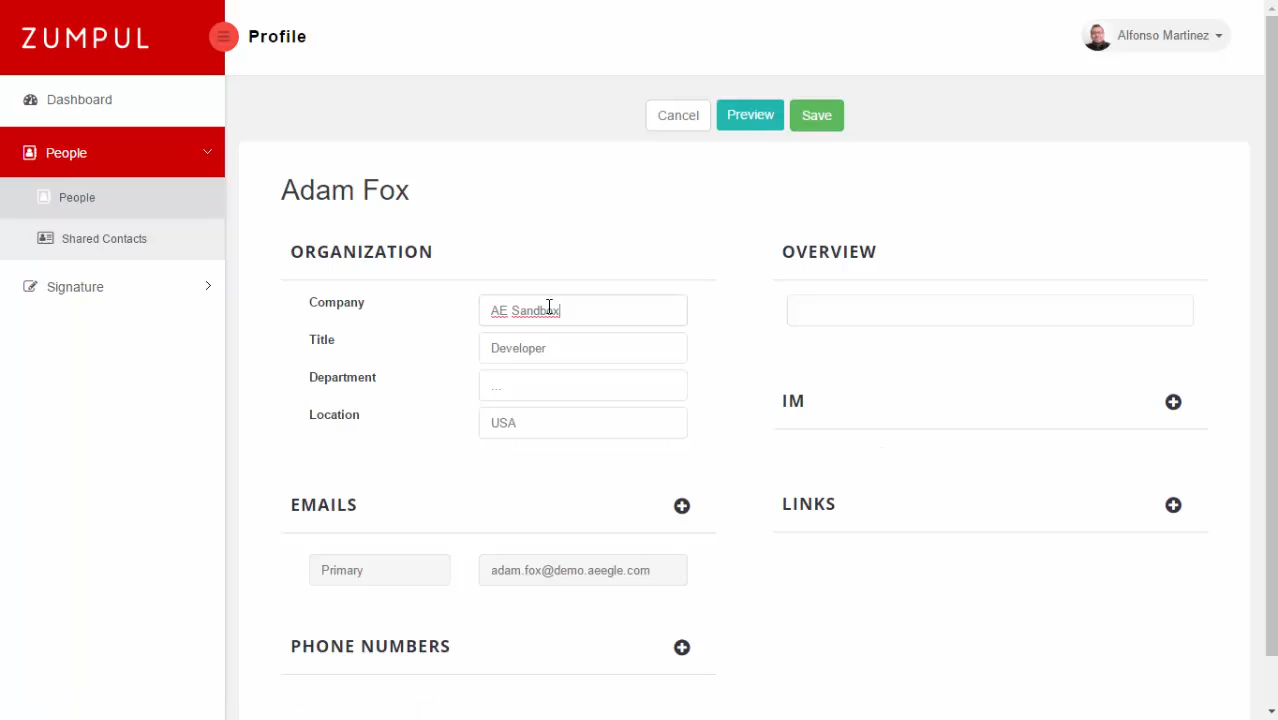 ZUMPUL
Profile
Alfonso Martinez
Dashboard
People
People
Shared Contacts
Signature
Cancel
Preview
Save
Adam Fox
ORGANIZATION
Company
AE Sandbox
Title
Developer
Department
...
Location
USA
OVERVIEW
IM
EMAILS
Primary
adam.fox@demo.aeegle.com
LINKS
PHONE NUMBERS